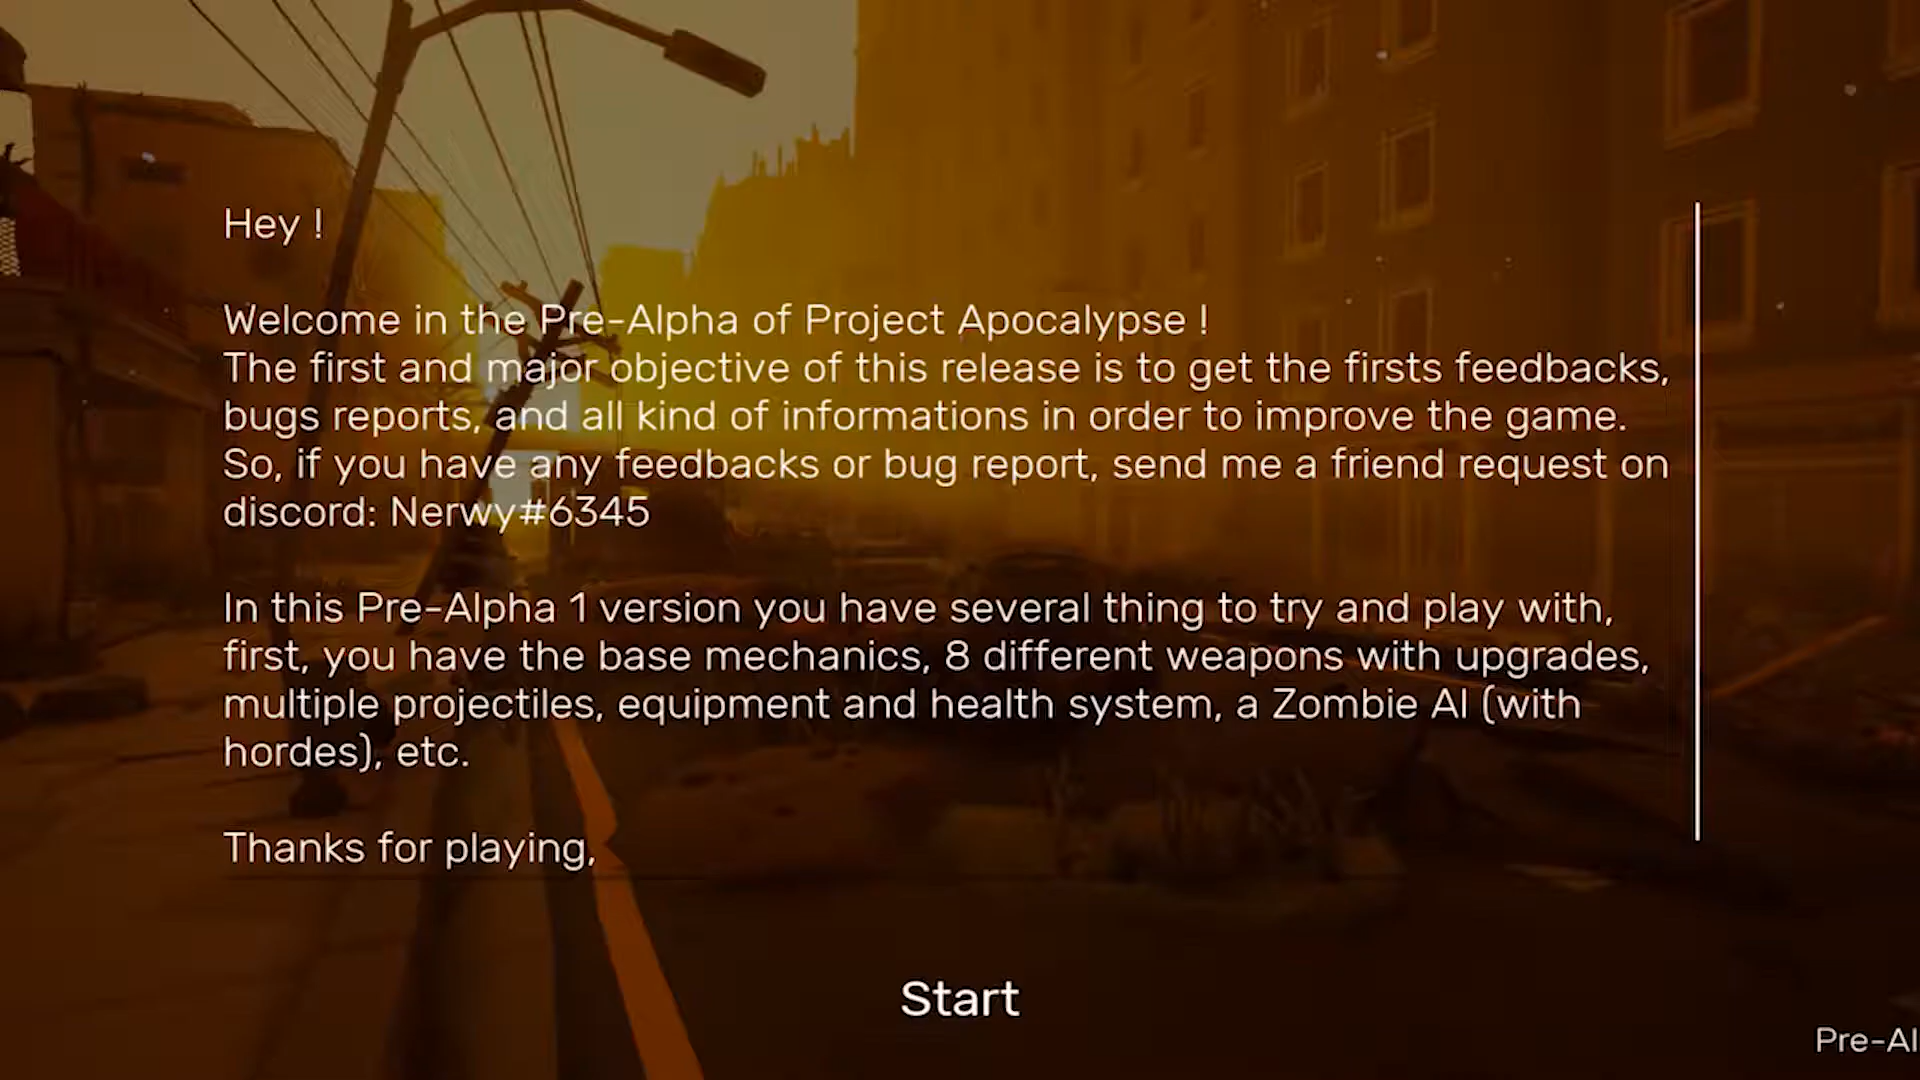 Hey !
Welcome in the Pre-Alpha of Project Apocalypse !
The first and major objective of this release is to get the firsts feedbacks,
bugs reports, and all kind of informations in order to improve the game.
So, if you have any feedbacks or bug report, send me a friend request on
discord: Nerwy#6345
In this Pre-Alpha 1 version you have several thing to try and play with,
first, you have the base mechanics, 8 different weapons with upgrades,
multiple projectiles, equipment and health system, a Zombie AI (with
hordes), etc.
Thanks for playing,
Start
Pre-Al